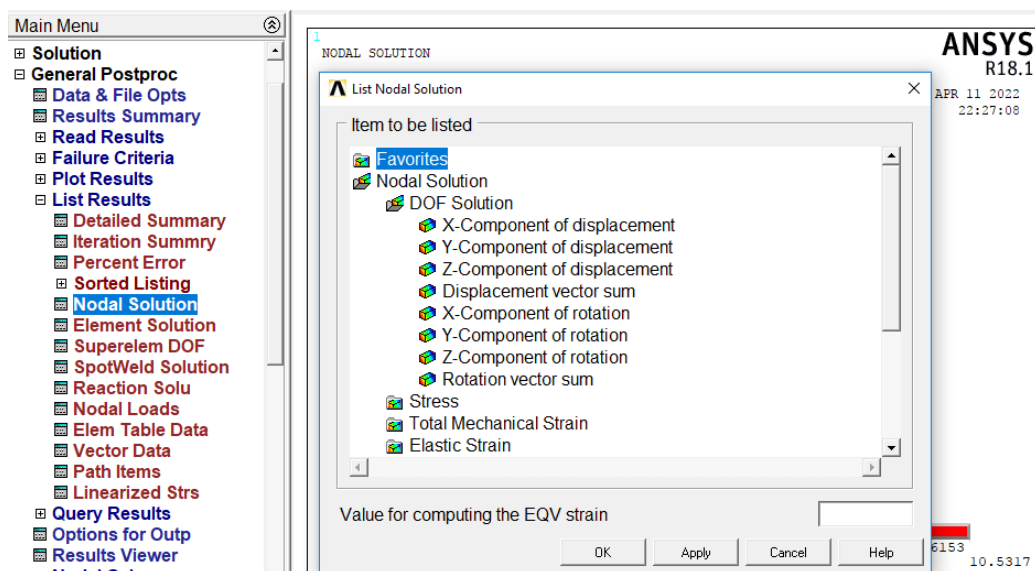 Main Menu
Solution
General Postproc
Data & File Opts
Results Summary
Read Results
Failure Criteria
Plot Results
List Results
Detailed Summary
Iteration Summry
Percent Error
Sorted Listing
Nodal Solution
Element Solution
Superelem DOF
SpotWeld Solution
Reaction Solu
Nodal Loads
Elem Table Data
Vector Data
Path Items
Linearized Strs
Query Results
Options for Outp
Results Viewer
1
NODAL SOLUTION
ANSYS
R18.1
APR 11 2022
22:27:08
List Nodal Solution
Item to be listed
Favorites
Nodal Solution
DOF Solution
X-Component of displacement
Y-Component of displacement
Z-Component of displacement
Displacement vector sum
X-Component of rotation
Y-Component of rotation
Z-Component of rotation
Rotation vector sum
Stress
Total Mechanical Strain
Elastic Strain
Value for computing the EQV strain
OK Apply Cancel Help
6153
10.5317